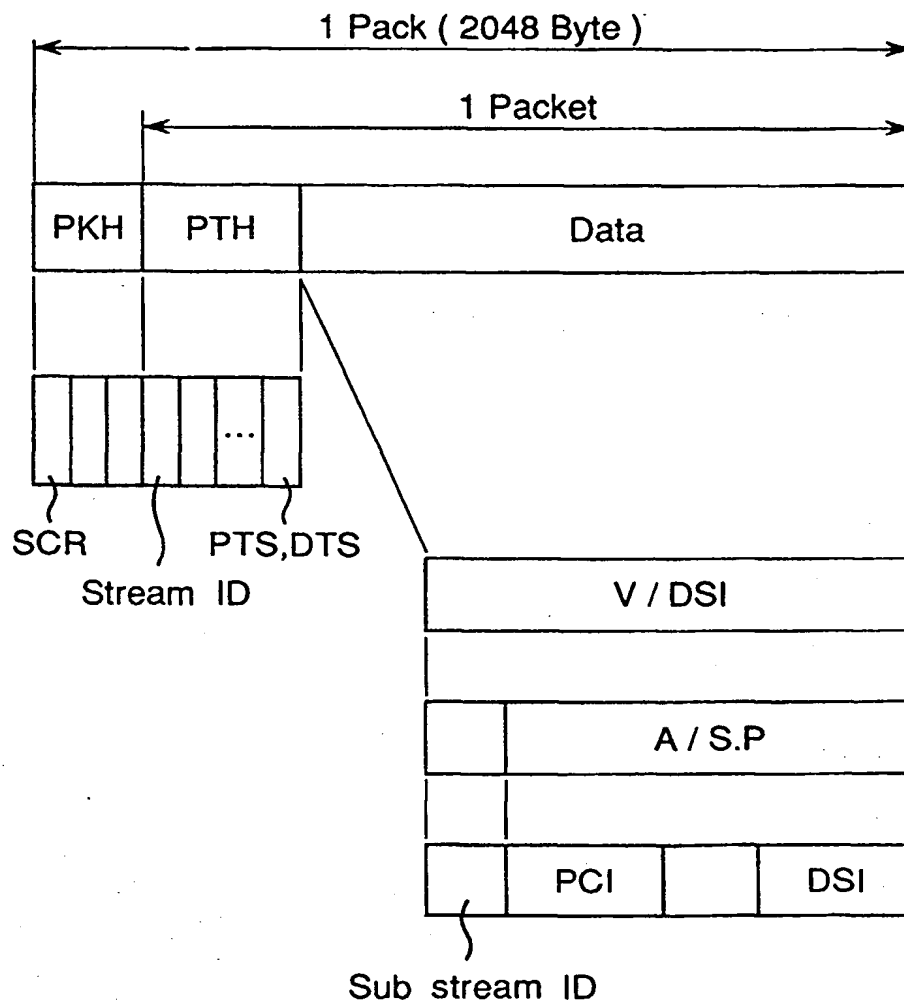 1 Pack ( 2048 Byte )
1 Packet
PKH PTH Data
...
SCR PTS,DTS
Stream ID
V / DSI
A / S.P
PCI DSI
Sub stream ID